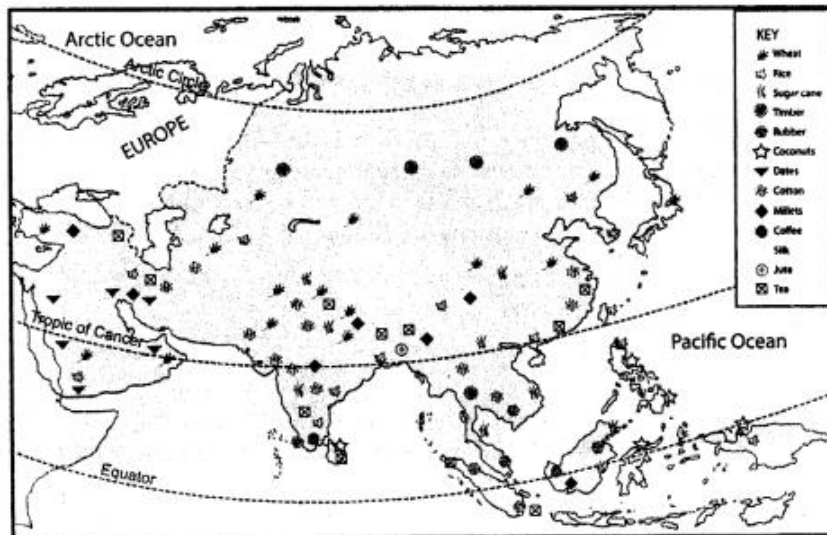 Arctic Ocean
Arctic Circle
EUROPE
Tropic of Cancer
Pacific Ocean
Equator
KEY
Wheat
Rice
Sugar cane
Timber
Rubber
Coconuts
Dates
Cotton
Millets
Coffee
Silk
Jute
Tea